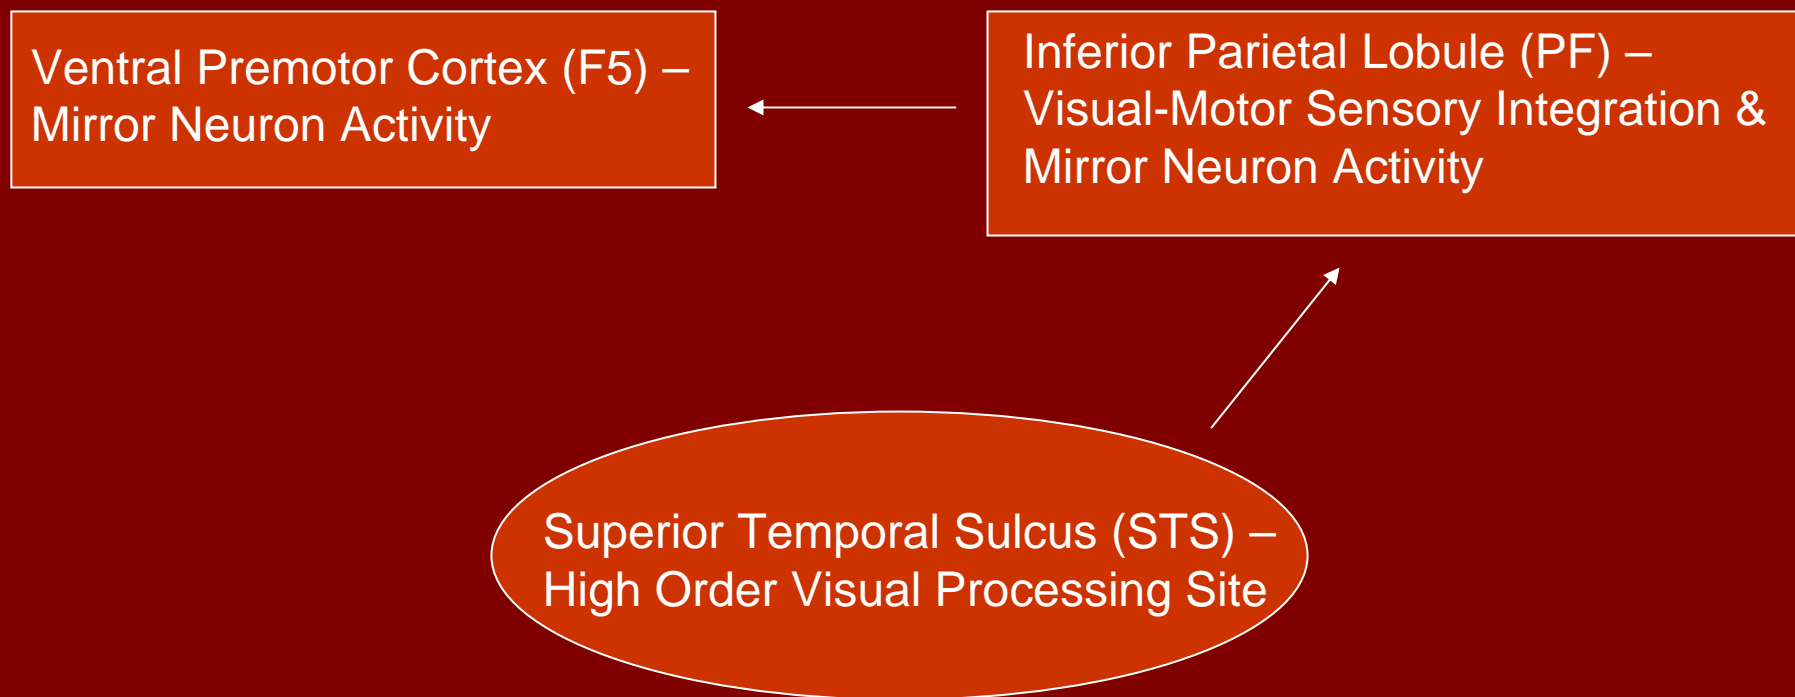 Ventral Premotor Cortex (F5) –
Mirror Neuron Activity
Inferior Parietal Lobule (PF) –
Visual-Motor Sensory Integration &
Mirror Neuron Activity
Superior Temporal Sulcus (STS) –
High Order Visual Processing Site